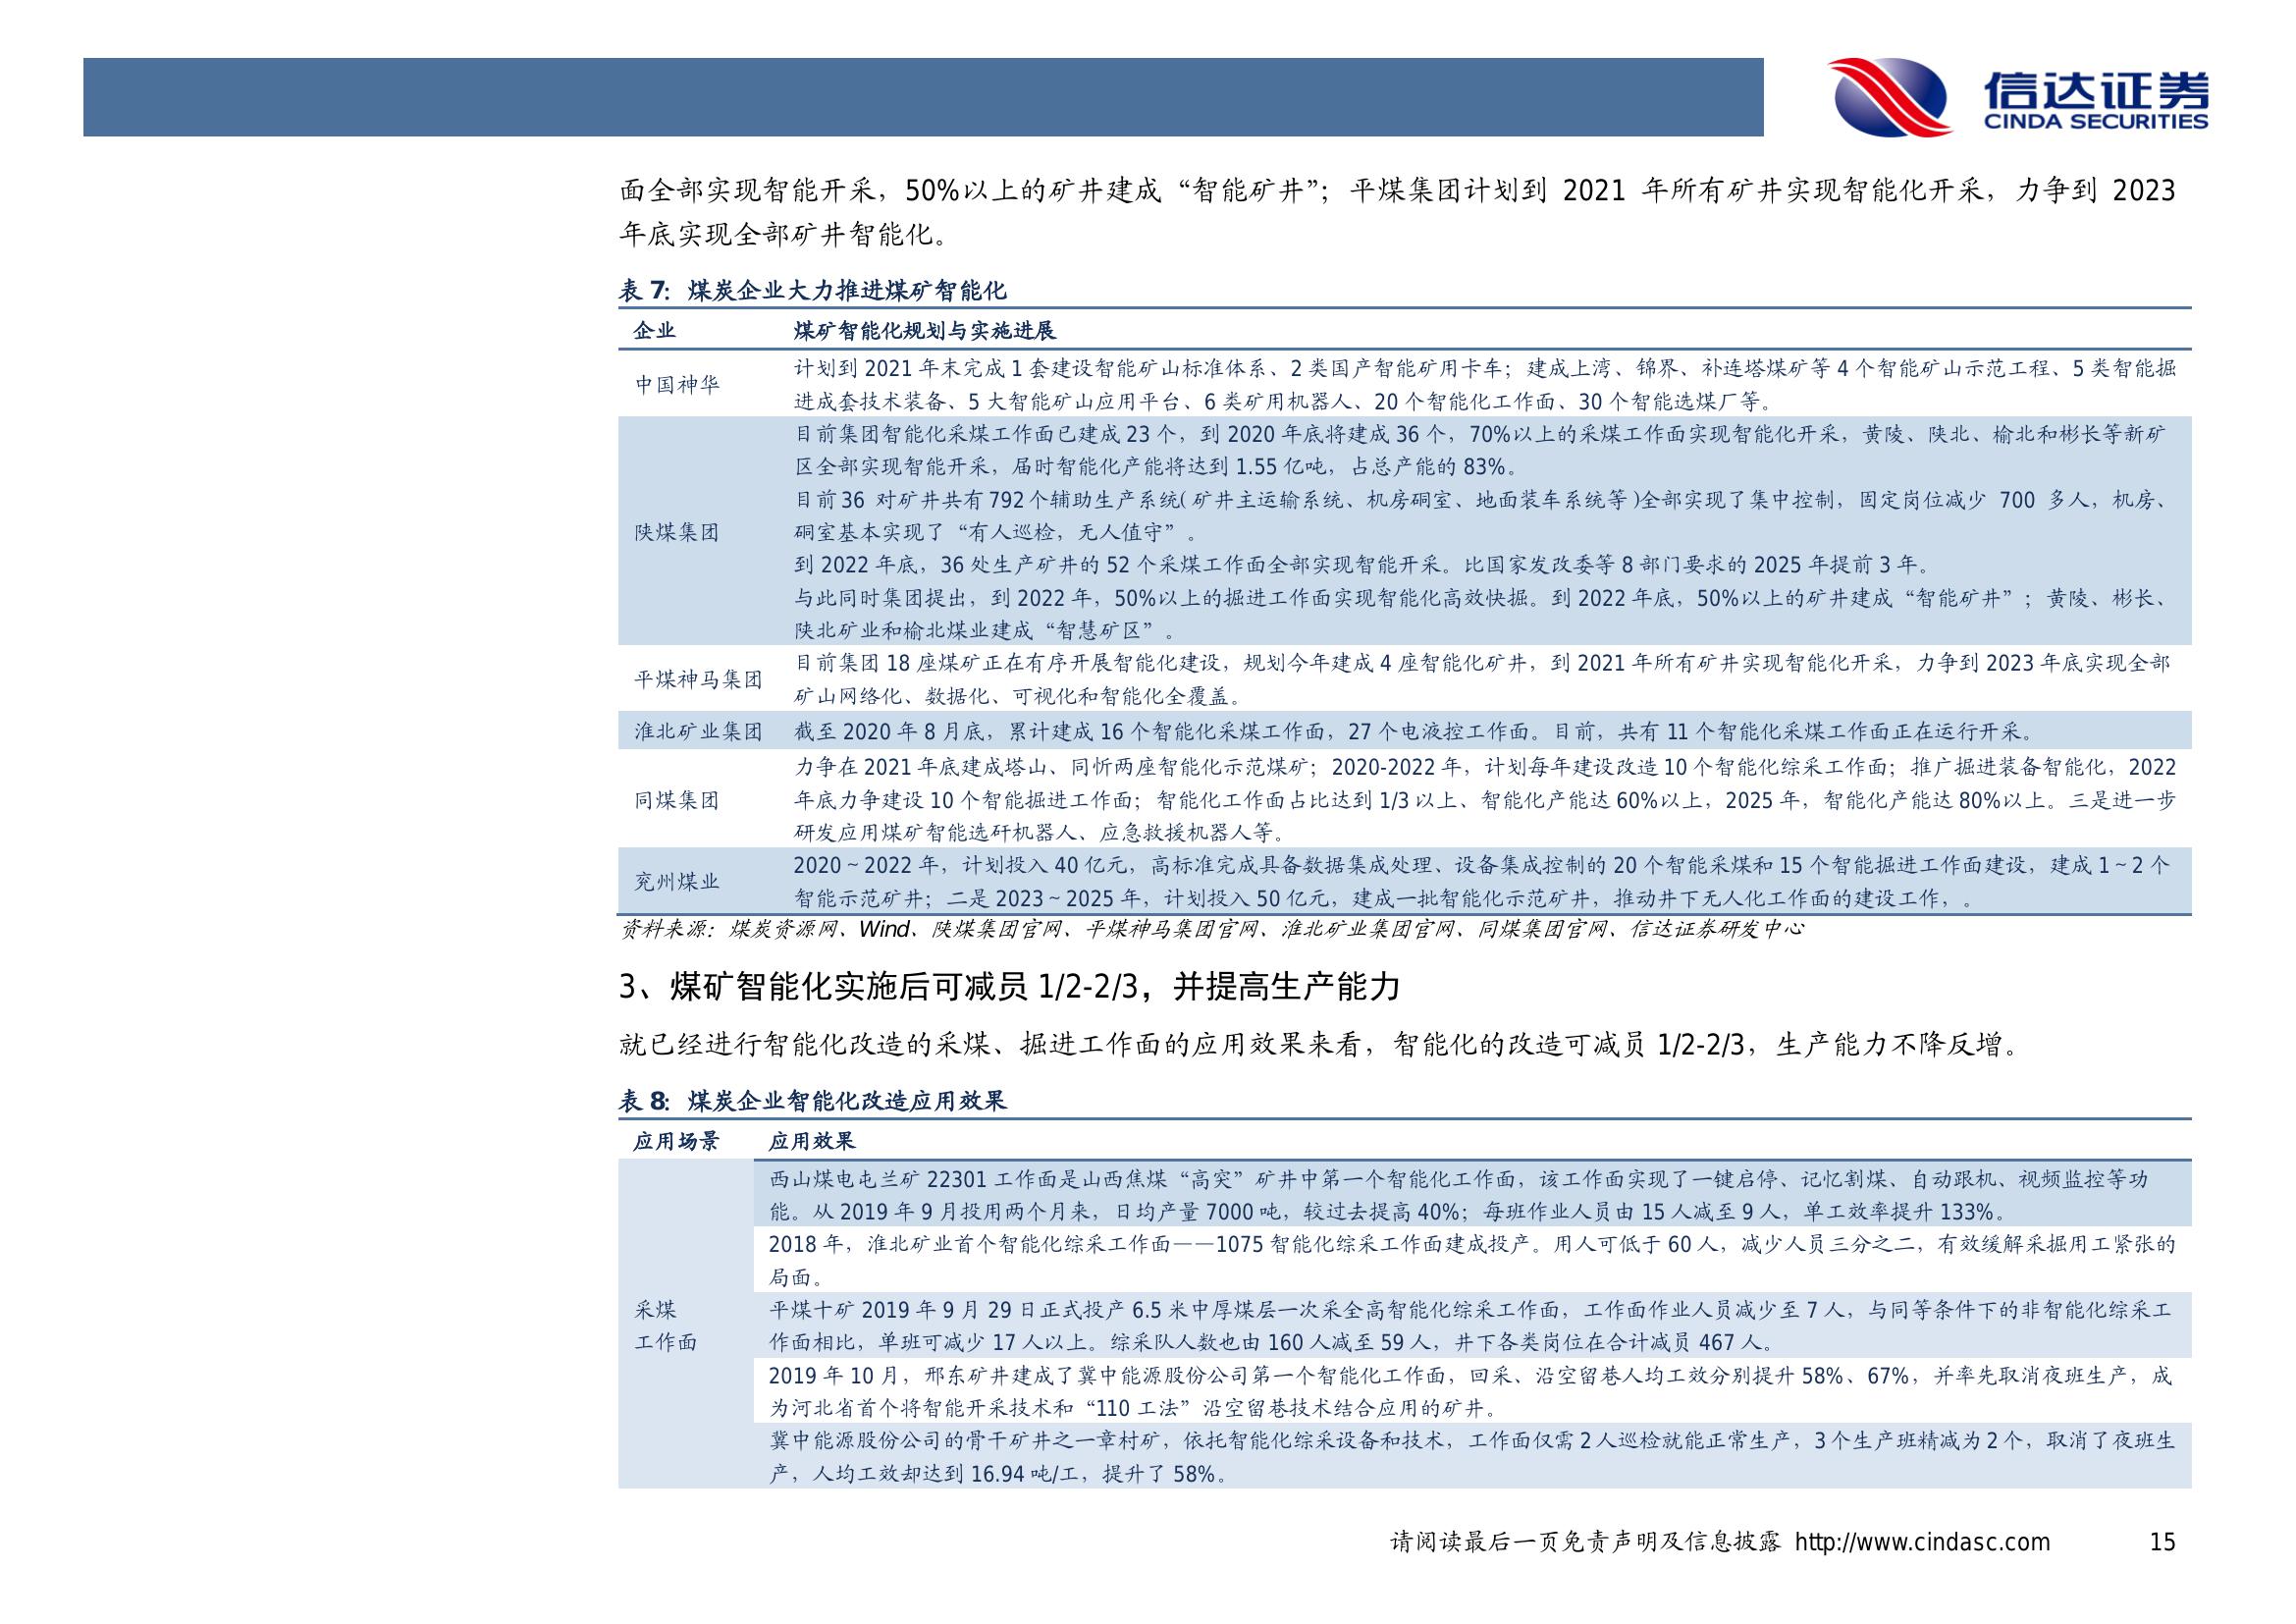 信达证券
CINDA SECURITIES
面全部实现智能开采，50%以上的矿井建成“智能矿井”；平煤集团计划到 2021 年所有矿井实现智能化开采，力争到 2023
年底实现全部矿井智能化。
表 7：煤炭企业大力推进煤矿智能化
企业 煤矿智能化规划与实施进展
中国神华 计划到 2021 年末完成 1 套建设智能矿山标准体系、2 类国产智能矿用卡车；建成上湾、锦界、补连塔煤矿等 4 个智能矿山示范工程、5 类智能掘
进成套技术装备、5 大智能矿山应用平台、6 类矿用机器人、20 个智能化工作面、30 个智能选煤厂等。
陕煤集团 目前集团智能化采煤工作面已建成 23 个，到 2020 年底将建成 36 个，70%以上的采煤工作面实现智能化开采，黄陵、陕北、榆北和彬长等新矿
区全部实现智能开采，届时智能化产能将达到 1.55 亿吨，占总产能的 83%。
目前 36 对矿井共有 792 个辅助生产系统(矿井主运输系统、机房硐室、地面装车系统等)全部实现了集中控制，固定岗位减少 700 多人，机房、
硐室基本实现了“有人巡检，无人值守”。
到 2022 年底，36 处生产矿井的 52 个采煤工作面全部实现智能开采。比国家发改委等 8 部门要求的 2025 年提前 3 年。
与此同时集团提出，到 2022 年，50%以上的掘进工作面实现智能化高效快掘。到 2022 年底，50%以上的矿井建成“智能矿井”；黄陵、彬长、
陕北矿业和榆北煤业建成“智慧矿区”。
平煤神马集团 目前集团 18 座煤矿正在有序开展智能化建设，规划今年建成 4 座智能化矿井，到 2021 年所有矿井实现智能化开采，力争到 2023 年底实现全部
矿山网络化、数据化、可视化和智能化全覆盖。
淮北矿业集团 截至 2020 年 8 月底，累计建成 16 个智能化采煤工作面，27 个电液控工作面。目前，共有 11 个智能化采煤工作面正在运行开采。
同煤集团 力争在 2021 年底建成塔山、同忻两座智能化示范煤矿；2020-2022 年，计划每年建设改造 10 个智能化综采工作面；推广掘进装备智能化，2022
年底力争建设 10 个智能掘进工作面；智能化工作面占比达到 1/3 以上、智能化产能达 60%以上，2025 年，智能化产能达 80%以上。三是进一步
研发应用煤矿智能选矸机器人、应急救援机器人等。
兖州煤业 2020～2022 年，计划投入 40 亿元，高标准完成具备数据集成处理、设备集成控制的 20 个智能采煤和 15 个智能掘进工作面建设，建成 1～2 个
智能示范矿井；二是 2023～2025 年，计划投入 50 亿元，建成一批智能化示范矿井，推动井下无人化工作面的建设工作，。
资料来源：煤炭资源网、Wind、陕煤集团官网、平煤神马集团官网、淮北矿业集团官网、同煤集团官网、信达证券研发中心
3、煤矿智能化实施后可减员 1/2-2/3，并提高生产能力
就已经进行智能化改造的采煤、掘进工作面的应用效果来看，智能化的改造可减员 1/2-2/3，生产能力不降反增。
表 8：煤炭企业智能化改造应用效果
应用场景 应用效果
采煤
工作面
西山煤电屯兰矿 22301 工作面是山西焦煤“高突”矿井中第一个智能化工作面，该工作面实现了一键启停、记忆割煤、自动跟机、视频监控等功
能。从 2019 年 9 月投用两个月来，日均产量 7000 吨，较过去提高 40%；每班作业人员由 15 人减至 9 人，单工效率提升 133%。
2018 年，淮北矿业首个智能化综采工作面——1075 智能化综采工作面建成投产。用人可低于 60 人，减少人员三分之二，有效缓解采掘用工紧张的
局面。
平煤十矿 2019 年 9 月 29 日正式投产 6.5 米中厚煤层一次采全高智能化综采工作面，工作面作业人员减少至 7 人，与同等条件下的非智能化综采工
作面相比，单班可减少 17 人以上。综采队人数也由 160 人减至 59 人，井下各类岗位在合计减员 467 人。
2019 年 10 月，邢东矿井建成了冀中能源股份公司第一个智能化工作面，回采、沿空留巷人均工效分别提升 58%、67%，并率先取消夜班生产，成
为河北省首个将智能开采技术和“110 工法”沿空留巷技术结合应用的矿井。
冀中能源股份公司的骨干矿井之一章村矿，依托智能化综采设备和技术，工作面仅需 2 人巡检就能正常生产，3 个生产班精减为 2 个，取消了夜班生
产，人均工效却达到 16.94 吨/工，提升了 58%。
请阅读最后一页免责声明及信息披露 http://www.cindasc.com 15